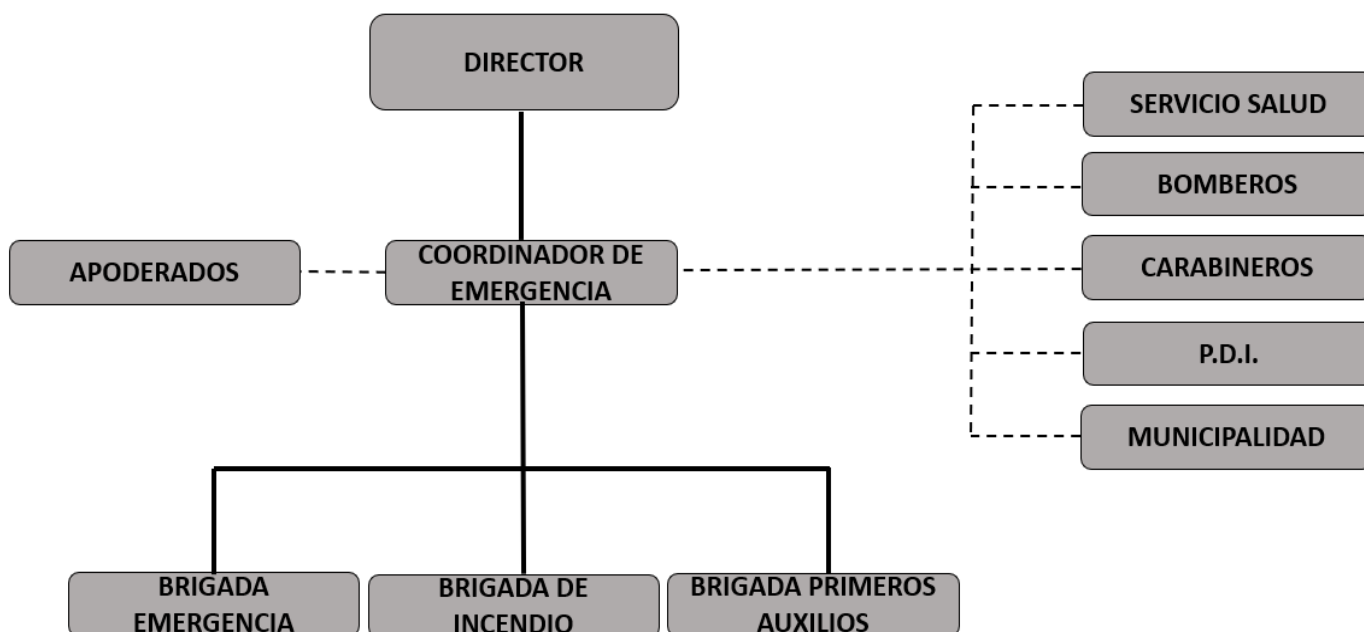 DIRECTOR
SERVICIO SALUD
BOMBEROS
APODERADOS
COORDINADOR DE
EMERGENCIA
CARABINEROS
P.D.I.
MUNICIPALIDAD
BRIGADA
EMERGENCIA
BRIGADA DE
INCENDIO
BRIGADA PRIMEROS
AUXILIOS